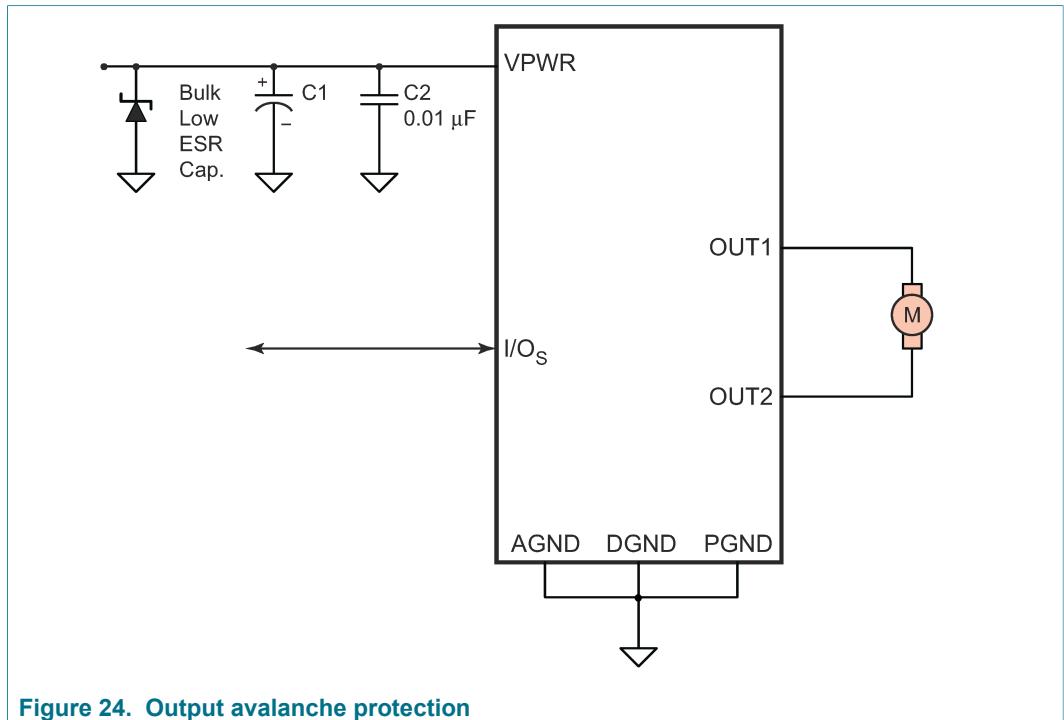 VPWR
Bulk
Low
ESR
Cap.
+
C1
–
C2
0.01 μF
OUT1
M
I/OS
OUT2
AGND DGND PGND
Figure 24. Output avalanche protection